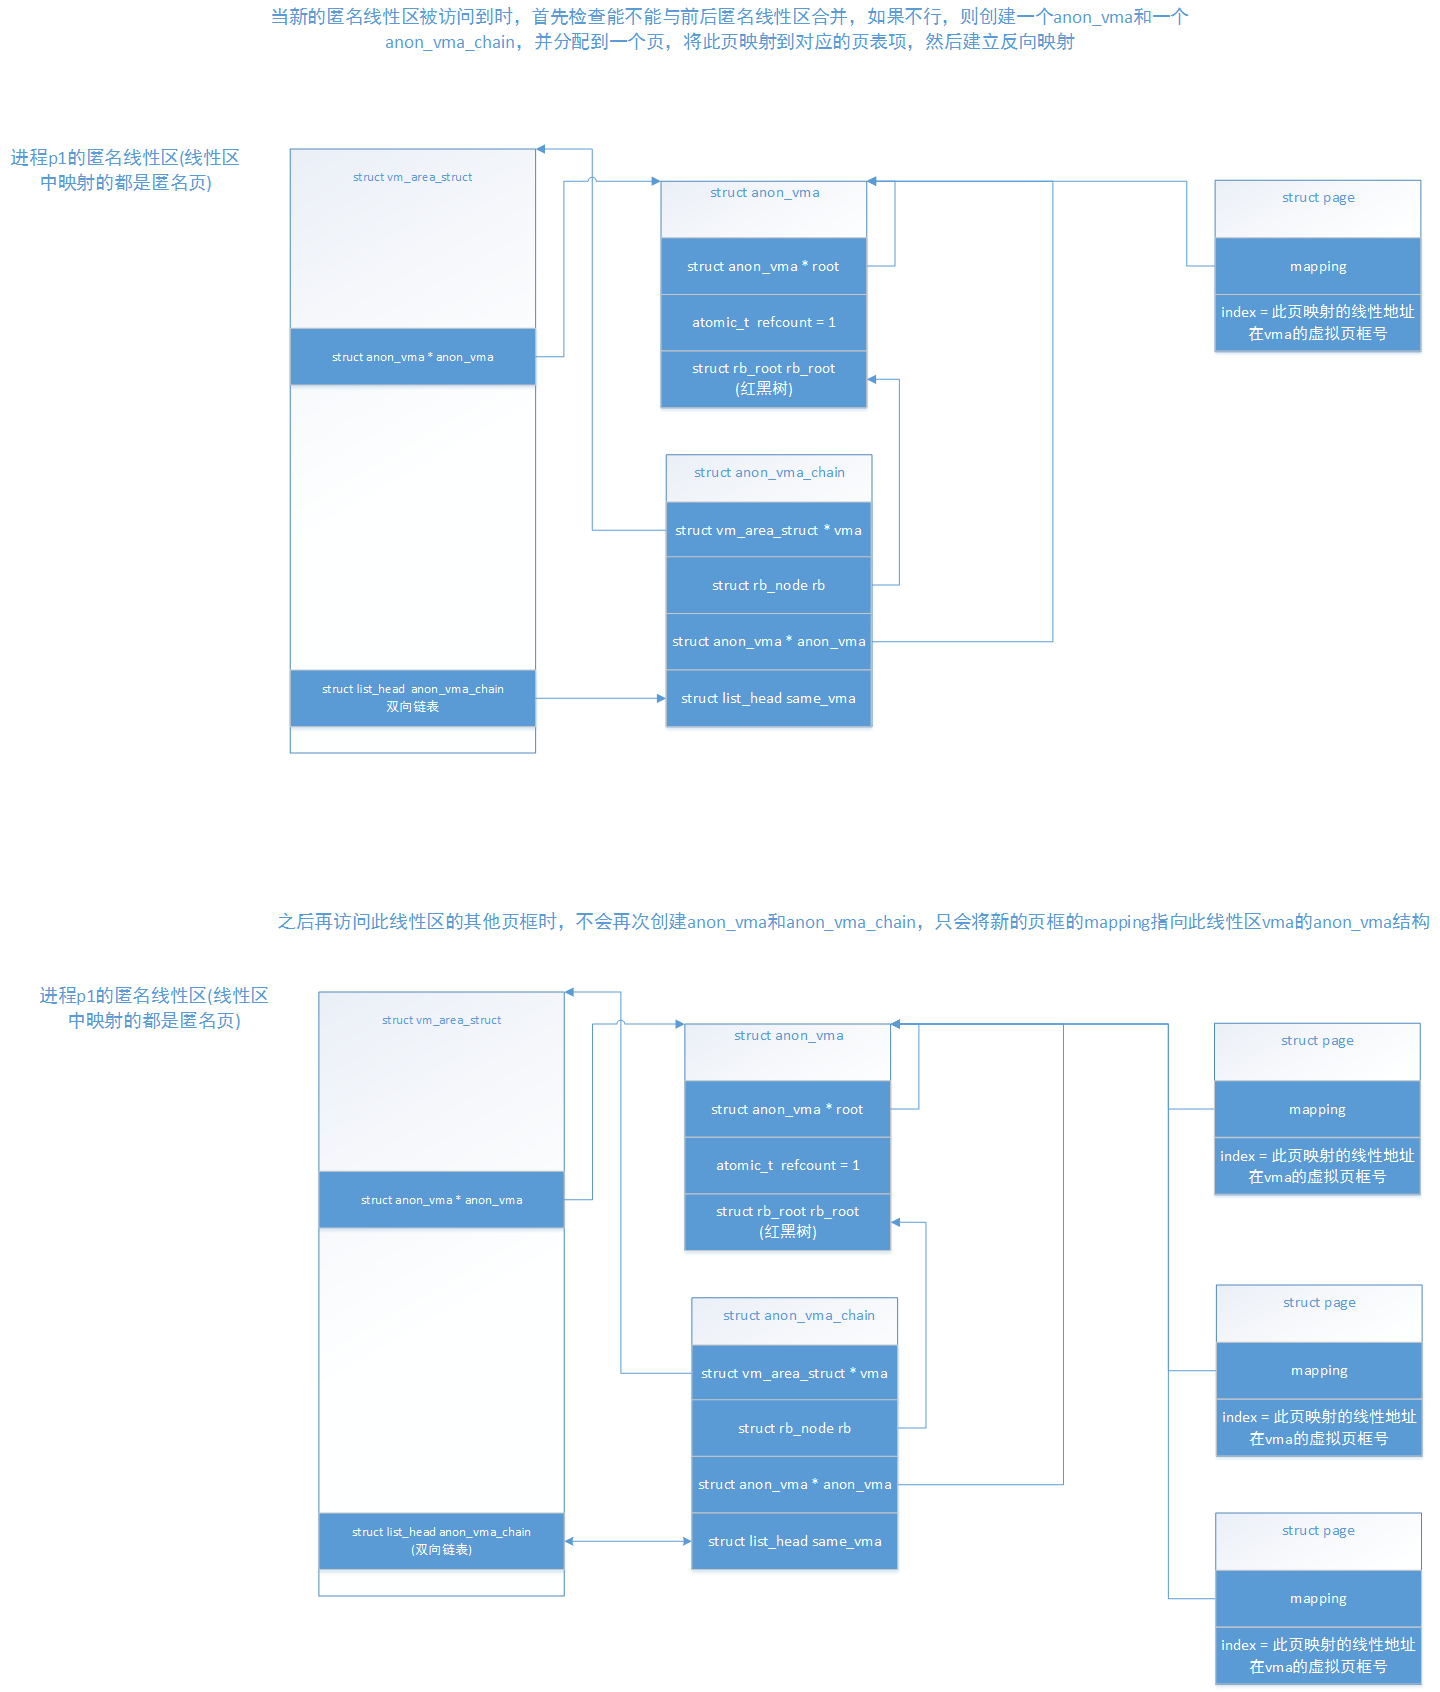 当新的匿名线性区被访问到时，首先检查能不能与前后匿名线性区合并，如果不行，则创建一个anon_vma和一个
anon_vma_chain，并分配到一个页，将此页映射到对应的页表项，然后建立反向映射
进程p1的匿名线性区(线性区
中映射的都是匿名页)
struct vm_area_struct
struct anon_vma * anon_vma
struct list_head  anon_vma_chain
双向链表
struct anon_vma
struct anon_vma * root
atomic_t  refcount = 1
struct rb_root rb_root
(红黑树)
struct anon_vma_chain
struct vm_area_struct * vma
struct rb_node rb
struct anon_vma * anon_vma
struct list_head same_vma
struct page
mapping
index = 此页映射的线性地址
在vma的虚拟页框号
之后再访问此线性区的其他页框时，不会再次创建anon_vma和anon_vma_chain，只会将新的页框的mapping指向此线性区vma的anon_vma结构
进程p1的匿名线性区(线性区
中映射的都是匿名页)
struct vm_area_struct
struct anon_vma * anon_vma
struct list_head anon_vma_chain
(双向链表)
struct anon_vma
struct anon_vma * root
atomic_t  refcount = 1
struct rb_root rb_root
(红黑树)
struct anon_vma_chain
struct vm_area_struct * vma
struct rb_node rb
struct anon_vma * anon_vma
struct list_head same_vma
struct page
mapping
index = 此页映射的线性地址
在vma的虚拟页框号
struct page
mapping
index = 此页映射的线性地址
在vma的虚拟页框号
struct page
mapping
index = 此页映射的线性地址
在vma的虚拟页框号